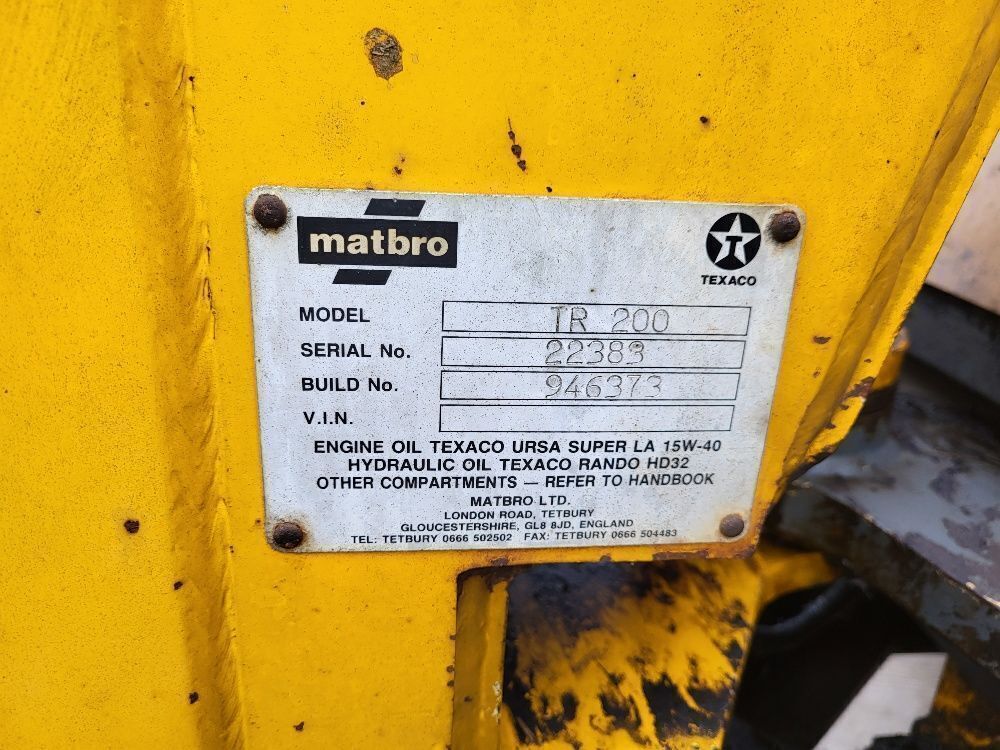 matbro
T
TEXACO
MODEL TR 200
SERIAL No. 22383
BUILD No. 946373
V.I.N.
ENGINE OIL TEXACO URSA SUPER LA 15W-40
HYDRAULIC OIL TEXACO RANDO HD32
OTHER COMPARTMENTS — REFER TO HANDBOOK
MATBRO LTD.
LONDON ROAD, TETBURY
GLOUCESTERSHIRE, GL8 8JD, ENGLAND
TEL: TETBURY 0666 502502 FAX: TETBURY 0666 504483